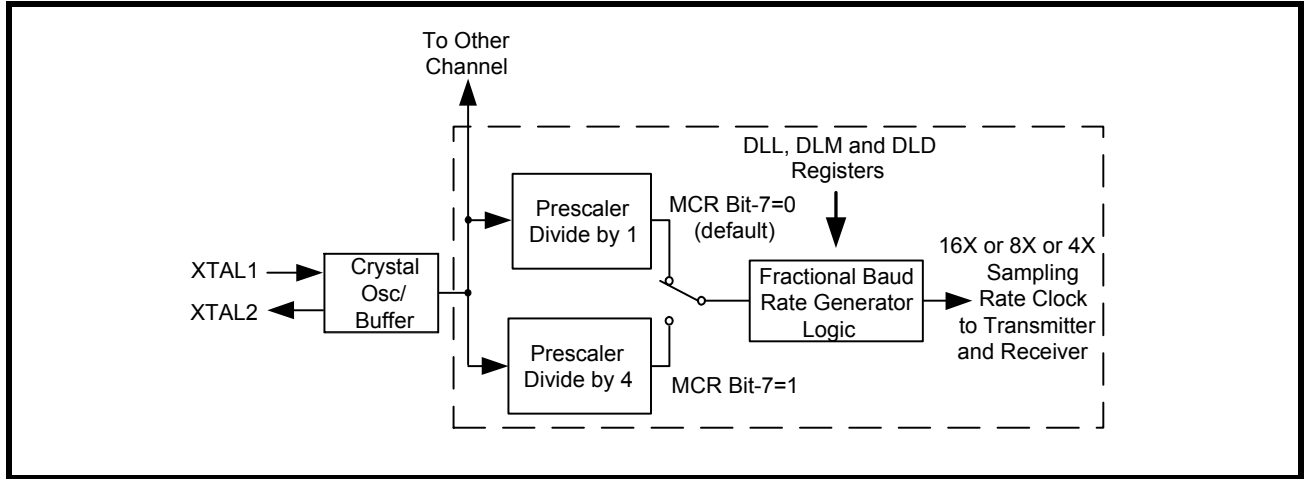 To Other
Channel
DLL, DLM and DLD
Registers
Prescaler
Divide by 1
MCR Bit-7=0
(default)
16X or 8X or 4X
Sampling
Rate Clock
to Transmitter
and Receiver
XTAL1
XTAL2
Crystal
Osc/
Buffer
Fractional Baud
Rate Generator
Logic
Prescaler
Divide by 4
MCR Bit-7=1